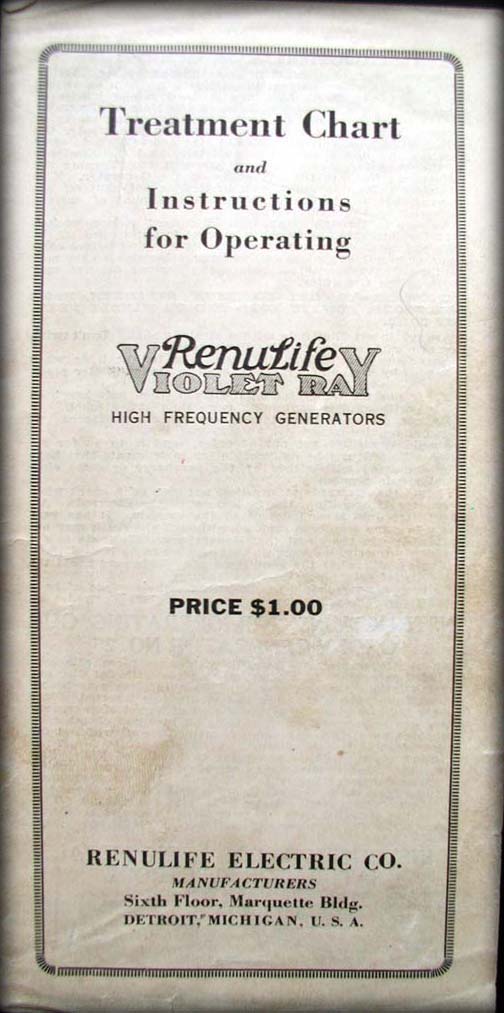 Treatment Chart
and
Instructions
for Operating
RenuLife
VIOLET RAY
HIGH FREQUENCY GENERATORS
PRICE $1.00
RENULIFE ELECTRIC CO.
MANUFACTURERS
Sixth Floor, Marquette Bldg.
DETROIT, MICHIGAN, U. S. A.